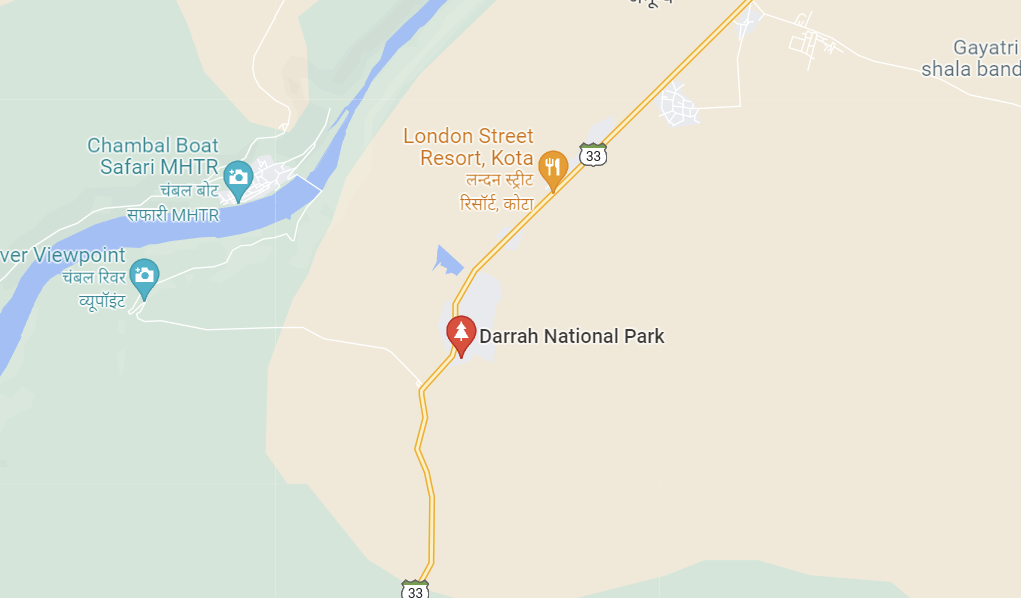 Gayatri
shala band
London Street
Resort, Kota
लन्दन स्ट्रीट
रिसॉर्ट, कोटा
33
Chambal Boat
Safari MHTR
चंबल बोट
सफारी MHTR
ver Viewpoint
चंबल रिवर
व्यूपॉइंट
Darrah National Park
33